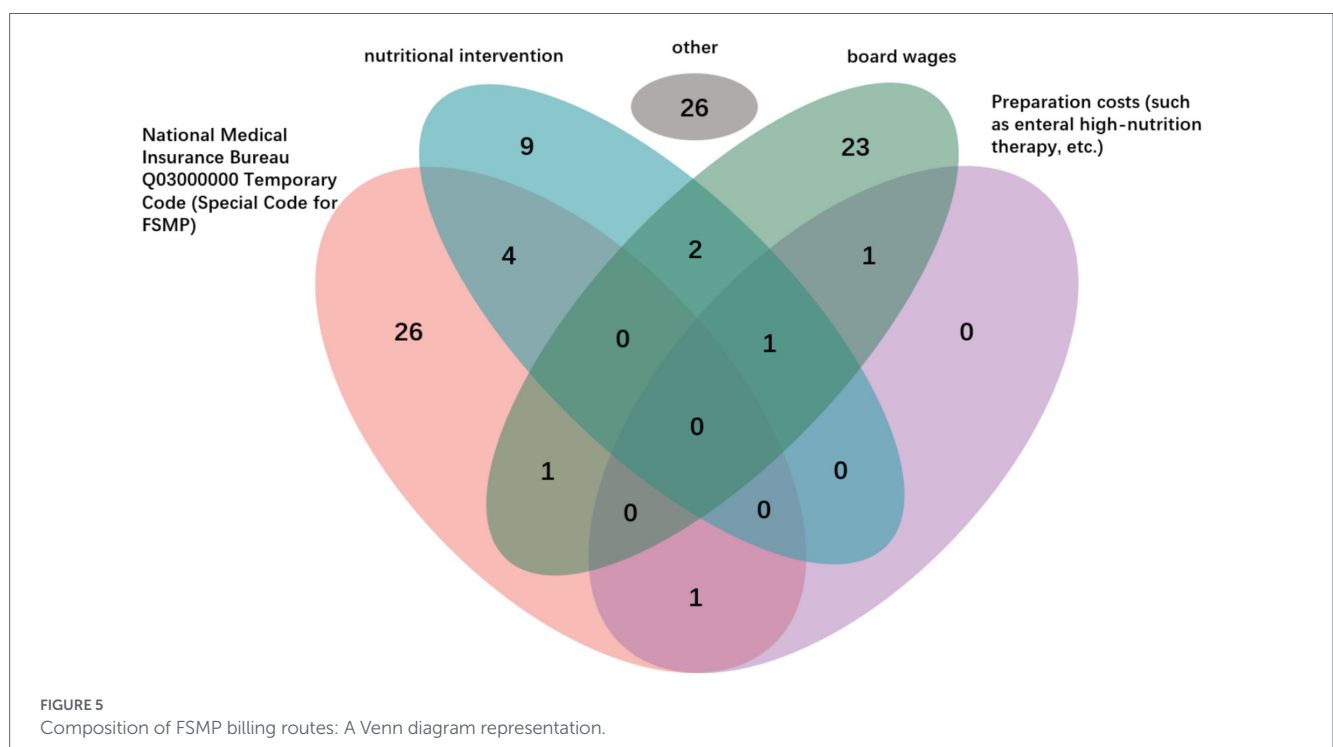 nutritional intervention
other
board wages
National Medical
Insurance Bureau
Q03000000 Temporary
Code (Special Code for
FSMP)
Preparation costs (such
as enteral high-nutrition
therapy, etc.)
26
9
23
4
2
1
26
0
1
0
0
1
0
0
0
1
FIGURE 5
Composition of FSMP billing routes: A Venn diagram representation.